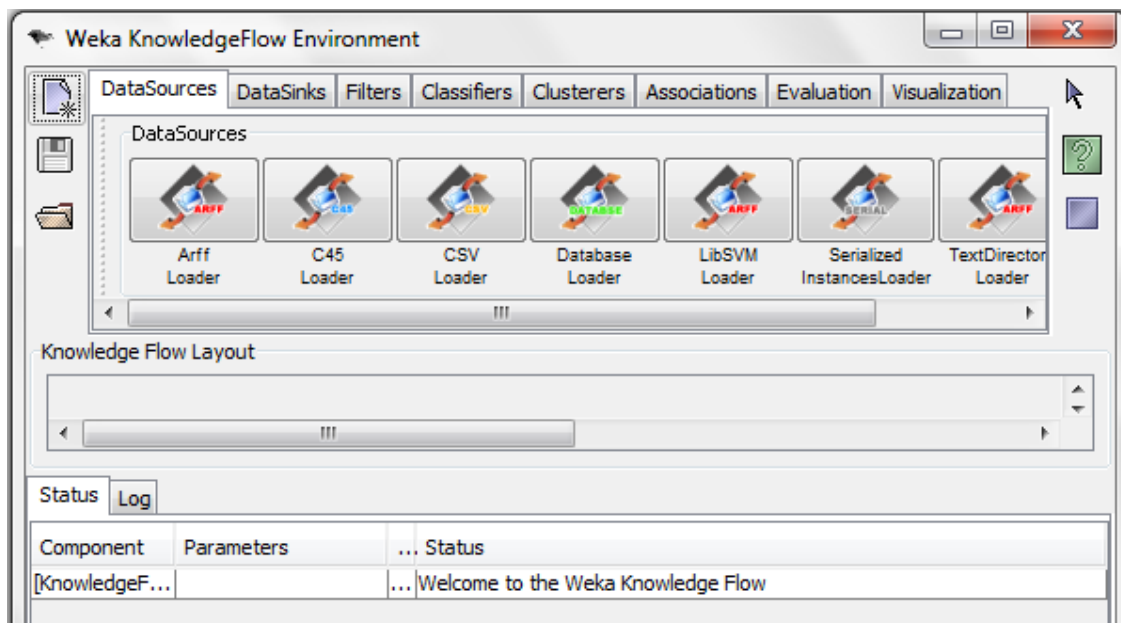 Weka KnowledgeFlow Environment
DataSources DataSinks Filters Classifiers Clusterers Associations Evaluation Visualization
DataSources
ARFF C45 CSV DATABSE ARFF SERIAL ARFF
Arff C45 CSV Database LibSVM Serialized TextDirector
Loader Loader Loader Loader Loader InstancesLoader Loader
Knowledge Flow Layout
Status Log
Component Parameters ... Status
[KnowledgeF... ... Welcome to the Weka Knowledge Flow